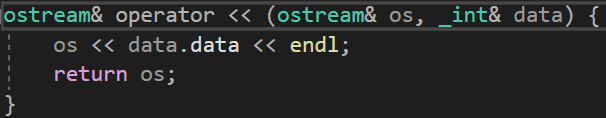 ostream& operator << (ostream& os, _int& data) {
    os << data.data << endl;
    return os;
}